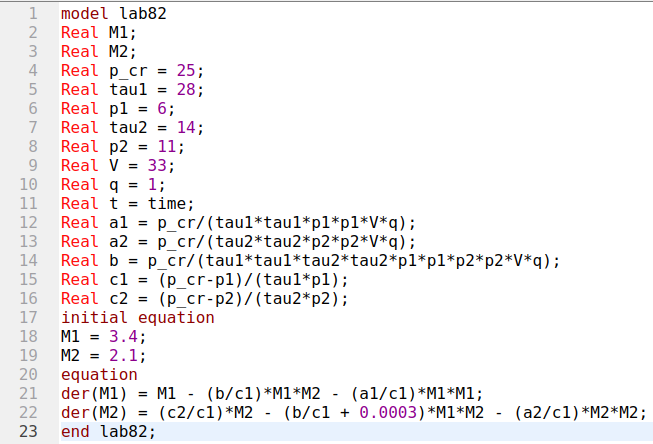 1 model lab82
2 Real M1;
3 Real M2;
4 Real p_cr = 25;
5 Real tau1 = 28;
6 Real p1 = 6;
7 Real tau2 = 14;
8 Real p2 = 11;
9 Real V = 33;
10 Real q = 1;
11 Real t = time;
12 Real a1 = p_cr/(tau1*tau1*p1*p1*V*q);
13 Real a2 = p_cr/(tau2*tau2*p2*p2*V*q);
14 Real b = p_cr/(tau1*tau1*tau2*tau2*p1*p1*p2*p2*V*q);
15 Real c1 = (p_cr-p1)/(tau1*p1);
16 Real c2 = (p_cr-p2)/(tau2*p2);
17 initial equation
18 M1 = 3.4;
19 M2 = 2.1;
20 equation
21 der(M1) = M1 - (b/c1)*M1*M2 - (a1/c1)*M1*M1;
22 der(M2) = (c2/c1)*M2 - (b/c1 + 0.0003)*M1*M2 - (a2/c1)*M2*M2;
23 end lab82;